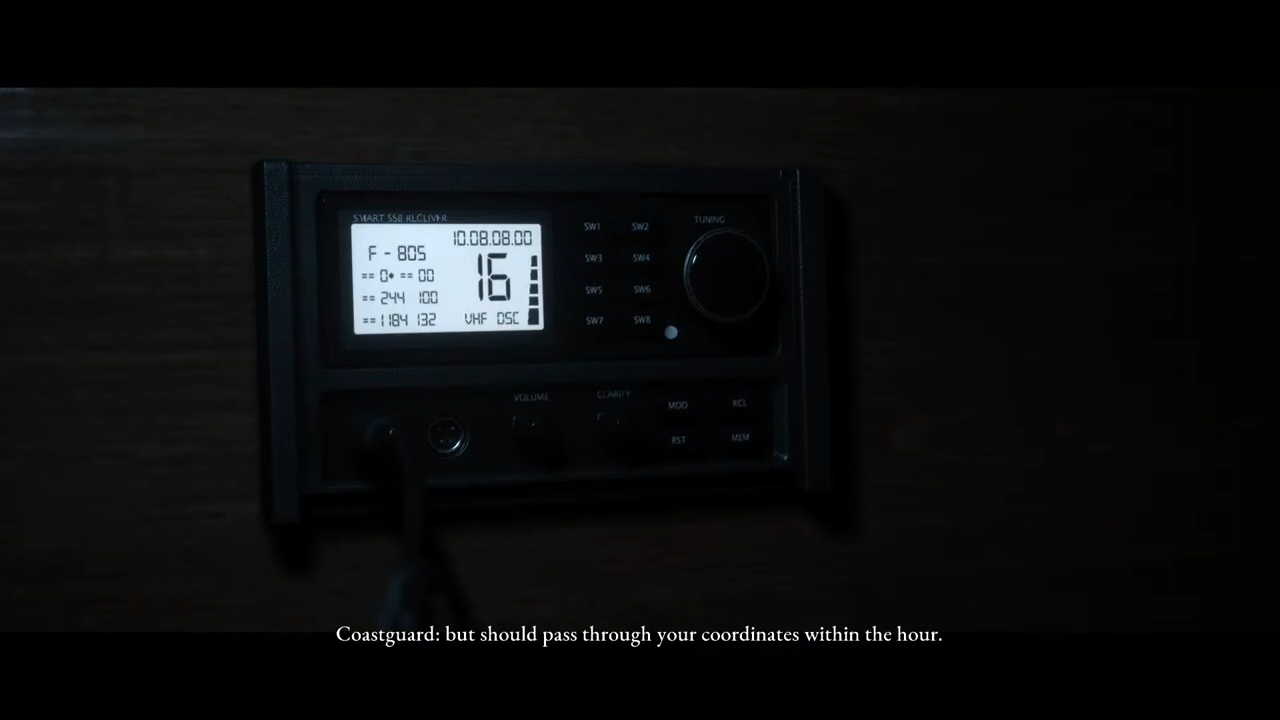 SMART SSB RECEIVER
10.08.08.00
F - 805
16
== 0* == 00
== 244 100
== 1184 132
VHF DSC
SW1 SW2
SW3 SW4
SW5 SW6
SW7 SW8
TUNING
VOLUME
CLARIFY
MOD RCL
RST MEM
Coastguard: but should pass through your coordinates within the hour.